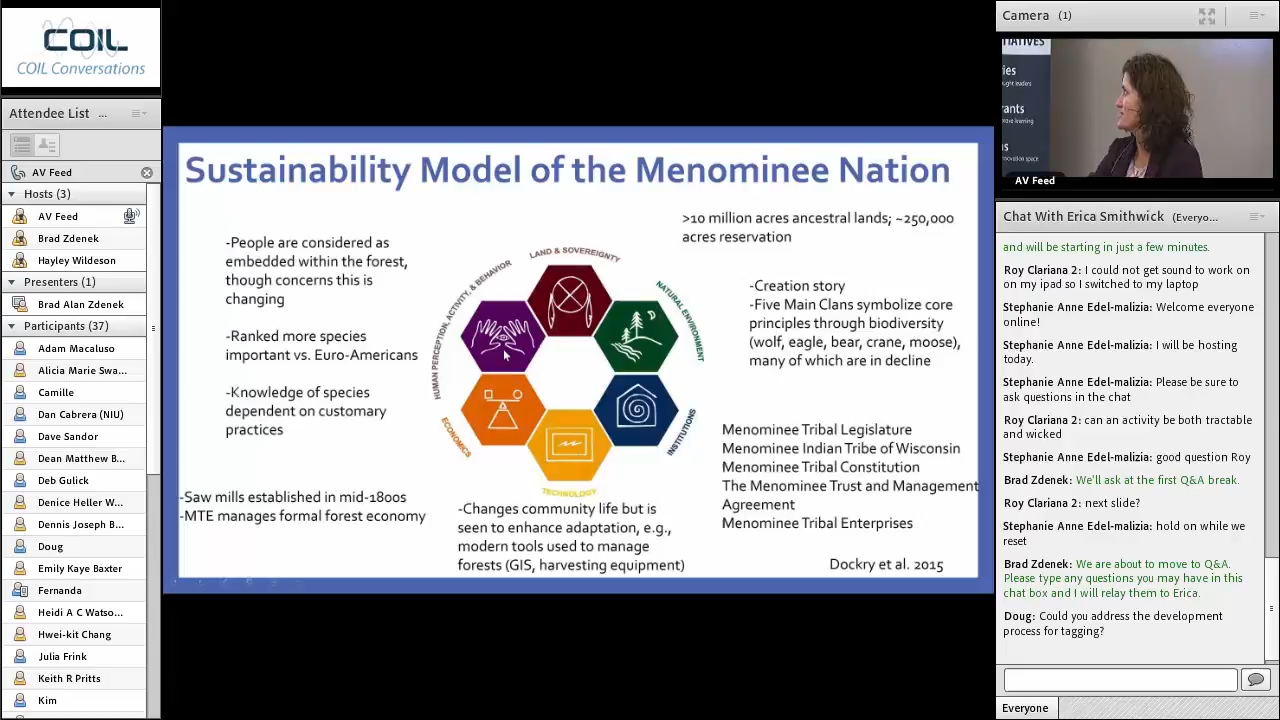 COIL
COIL Conversations
Attendee List ...
AV Feed
Hosts (3)
AV Feed
Brad Zdenek
Hayley Wildeson
Presenters (1)
Brad Alan Zdenek
Participants (37)
Adam Macaluso
Alicia Marie Swa...
Camille
Dan Cabrera (NIU)
Dave Sandor
Dean Matthew B...
Deb Gulick
Denice Heller W...
Dennis Joseph B...
Doug
Emily Kaye Baxter
Fernanda
Heidi A C Watso...
Hwei-kit Chang
Julia Frink
Keith R Pritts
Kim
Sustainability Model of the Menominee Nation
>10 million acres ancestral lands; ~250,000
acres reservation
-People are considered as
embedded within the forest,
though concerns this is
changing
-Ranked more species
important vs. Euro-Americans
-Knowledge of species
dependent on customary
practices
LAND & SOVEREIGNTY
NATURAL ENVIRONMENT
INSTITUTIONS
TECHNOLOGY
ECONOMICS
HUMAN PERCEPTION, ACTIVITY, & BEHAVIOR
-Creation story
-Five Main Clans symbolize core
principles through biodiversity
(wolf, eagle, bear, crane, moose),
many of which are in decline
Menominee Tribal Legislature
Menominee Indian Tribe of Wisconsin
Menominee Tribal Constitution
The Menominee Trust and Management
Agreement
Menominee Tribal Enterprises
-Saw mills established in mid-1800s
-MTE manages formal forest economy
-Changes community life but is
seen to enhance adaptation, e.g.,
modern tools used to manage
forests (GIS, harvesting equipment)
Dockry et al. 2015
Camera (1)
AV Feed
Chat With Erica Smithwick (Everyo...
and will be starting in just a few minutes.
Roy Clariana 2: I could not get sound to work on
on my ipad so I switched to my laptop
Stephanie Anne Edel-malizia: Welcome everyone
online!
Stephanie Anne Edel-malizia: I will be hosting
today.
Stephanie Anne Edel-malizia: Please be sure to
ask questions in the chat
Roy Clariana 2: can an activity be both tractable
and wicked
Stephanie Anne Edel-malizia: good question Roy
Brad Zdenek: We'll ask at the first Q&A break.
Roy Clariana 2: next slide?
Stephanie Anne Edel-malizia: hold on while we
reset
Brad Zdenek: We are about to move to Q&A.
Please type any questions you may have in this
chat box and I will relay them to Erica.
Doug: Could you address the development
process for tagging?
Everyone